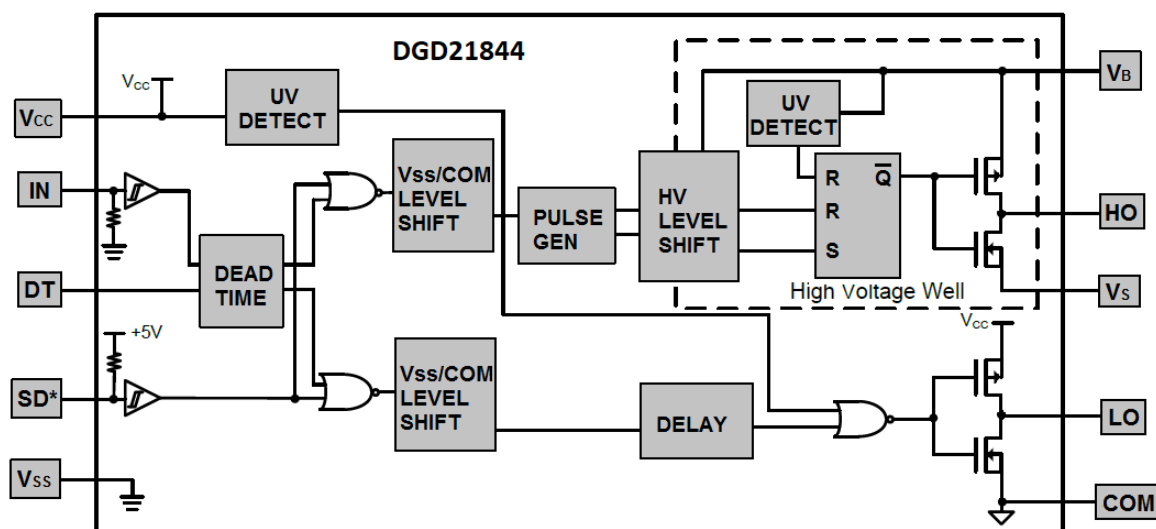 DGD21844
VCC
UV
DETECT
VCC
IN
DT
+5V
SD*
VSS
DEAD
TIME
Vss/COM
LEVEL
SHIFT
Vss/COM
LEVEL
SHIFT
PULSE
GEN
HV
LEVEL
SHIFT
UV
DETECT
R
Q̅
R
S
High Voltage Well
DELAY
VCC
VB
HO
VS
LO
COM